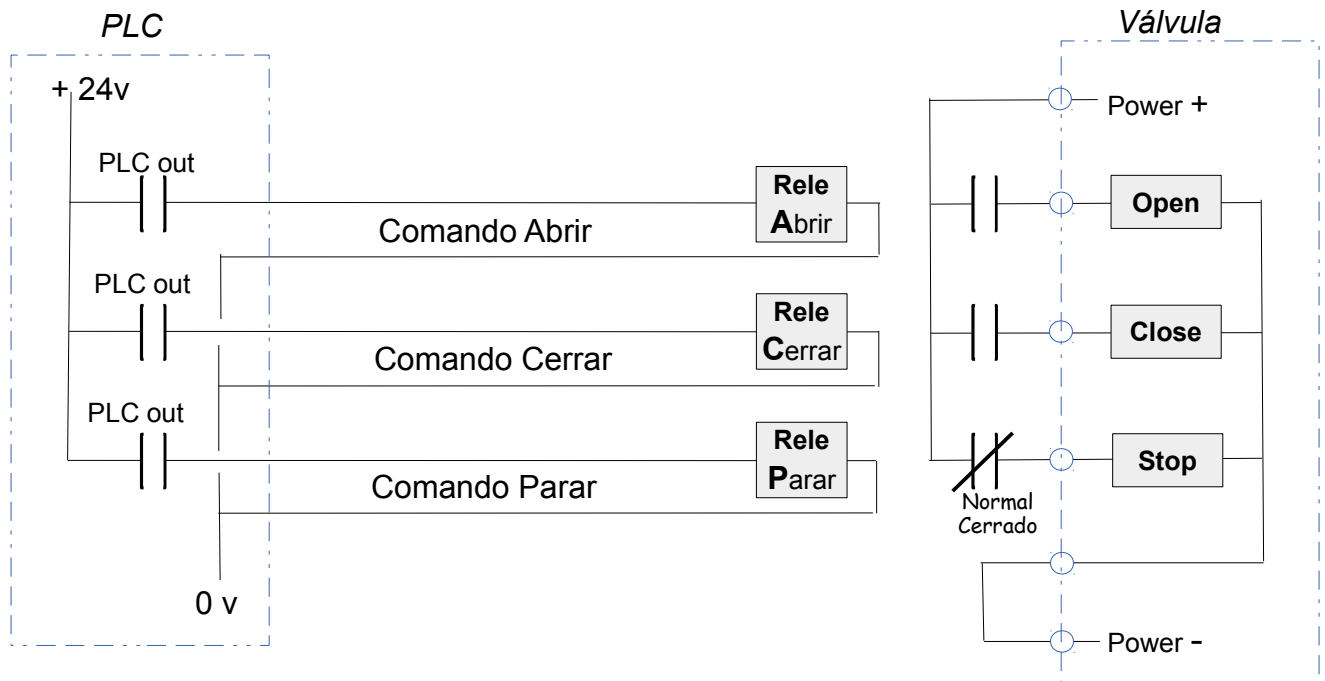 PLC
Válvula
+ 24v
Power +
PLC out
Rele
Abrir
Open
Comando Abrir
PLC out
Rele
Cerrar
Close
Comando Cerrar
PLC out
Rele
Parar
Stop
Comando Parar
Normal
Cerrado
0 v
Power -